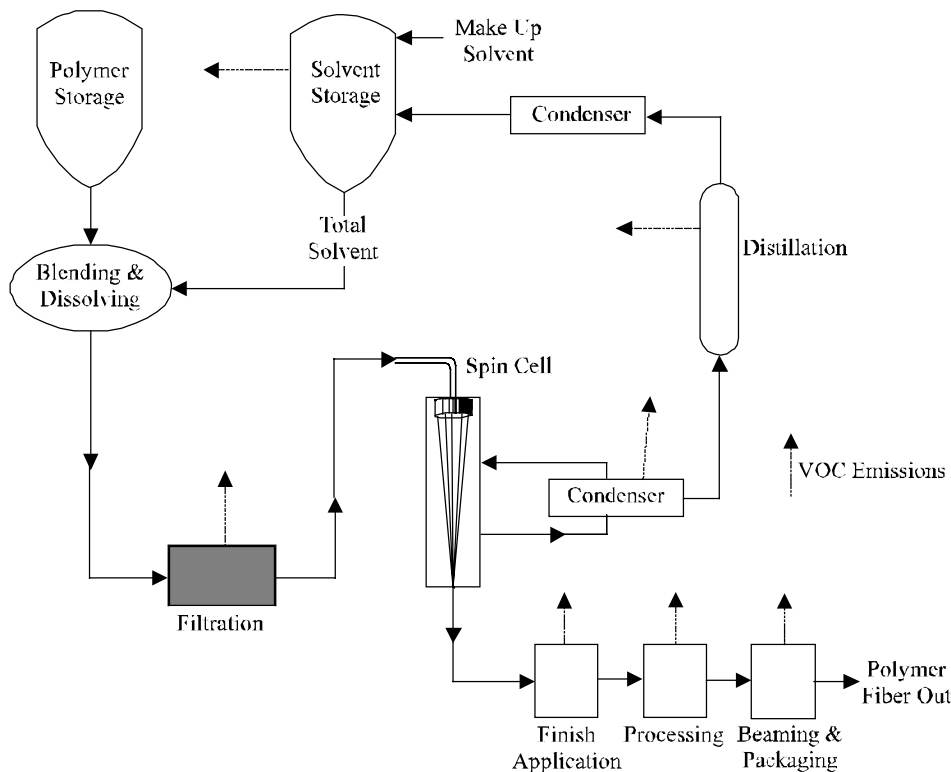 Make Up
Solvent
Polymer
Storage
Solvent
Storage
Condenser
Total
Solvent
Distillation
Blending &
Dissolving
Spin Cell
VOC Emissions
Condenser
Filtration
Polymer
Fiber Out
Finish
Application
Processing
Beaming &
Packaging